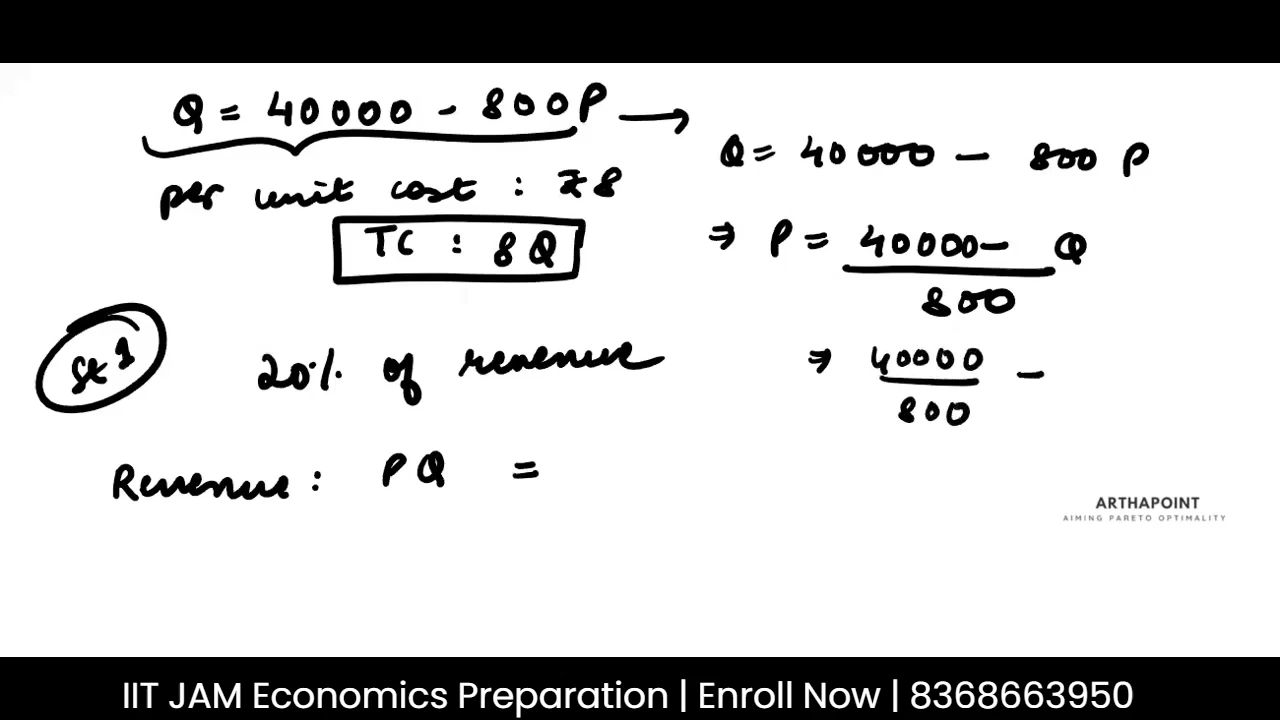 Q = 40000 - 800P →
per unit cost : ₹8
TC : 8Q
Q = 40000 - 800 P
⇒ P = 40000 - Q
800
⇒ 40000 -
800
St 1
20% of revenue
Revenue : PQ =
ARTHAPOINT
AIMING PARETO OPTIMALITY
IIT JAM Economics Preparation | Enroll Now | 8368663950